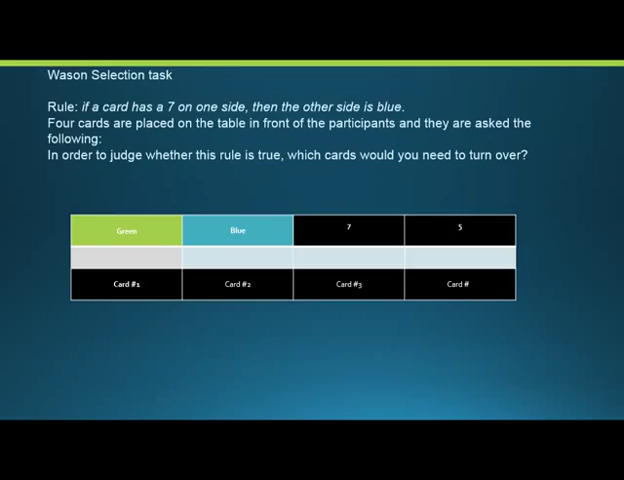 Wason Selection task
Rule: if a card has a 7 on one side, then the other side is blue.
Four cards are placed on the table in front of the participants and they are asked the
following:
In order to judge whether this rule is true, which cards would you need to turn over?
Green Blue 7 5
Card #1 Card #2 Card #3 Card #